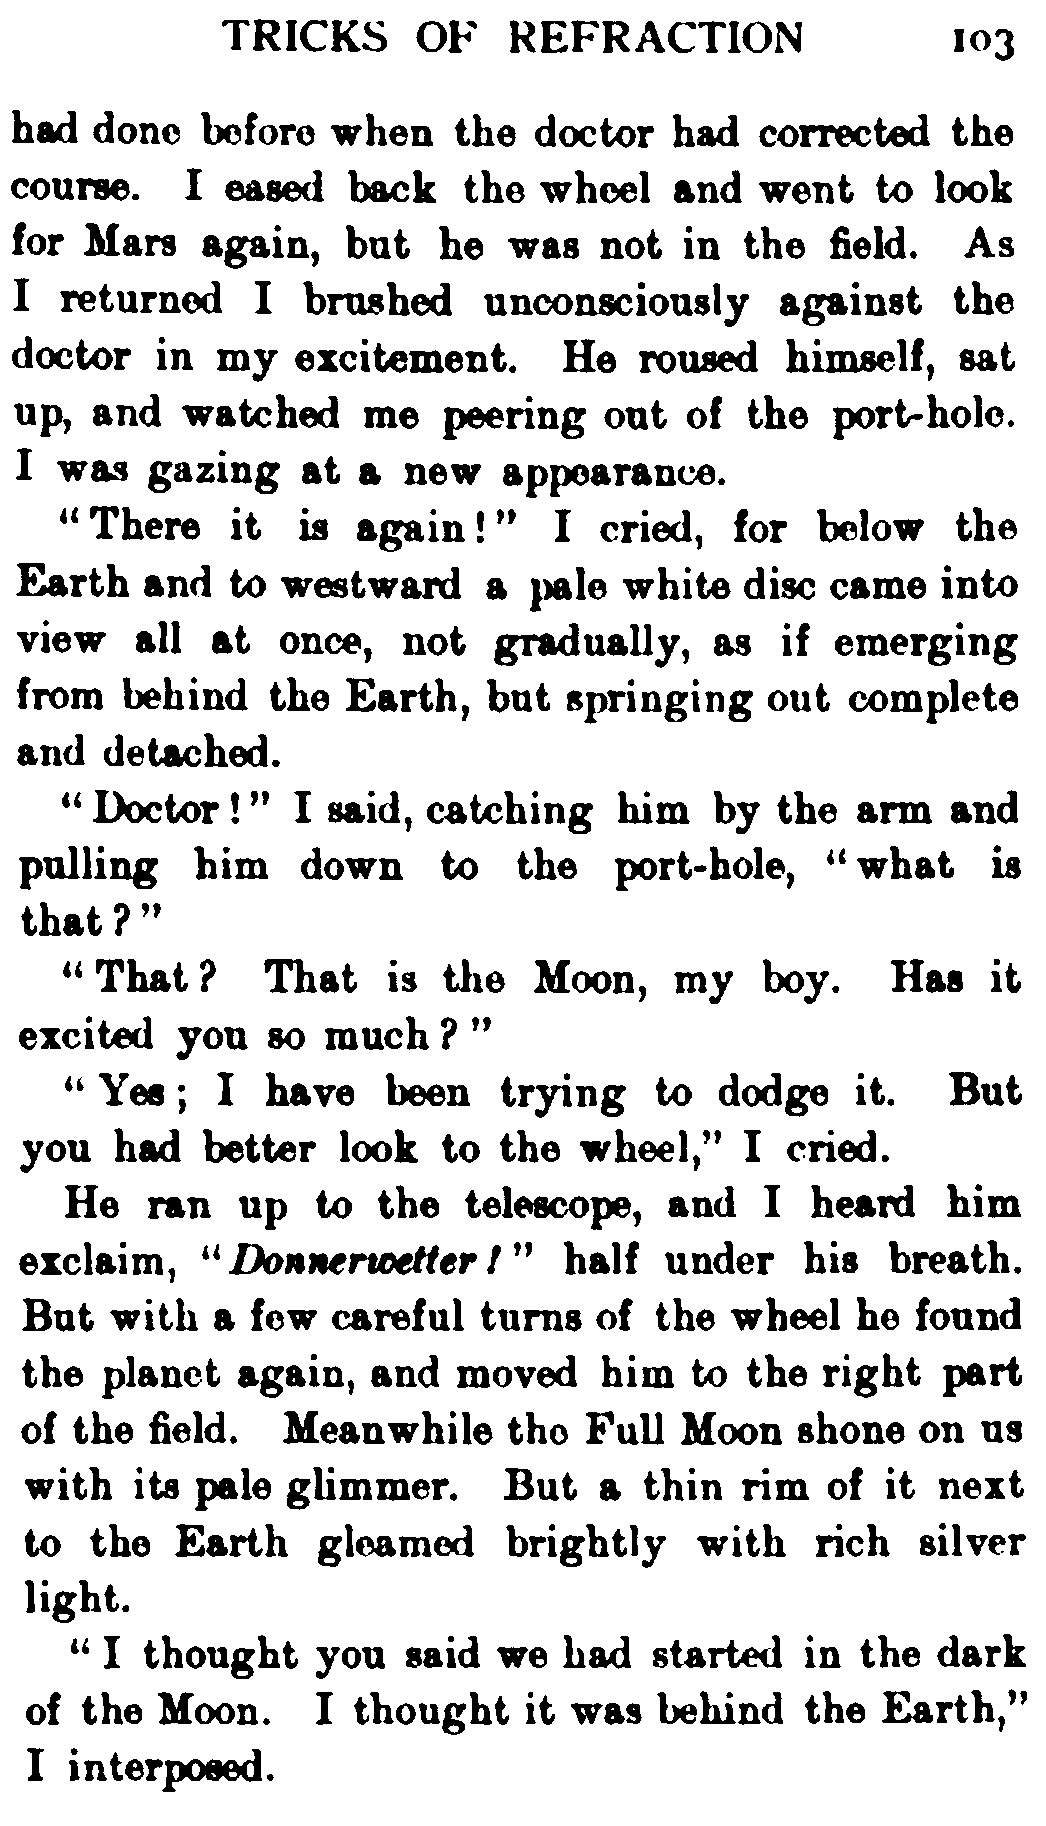 TRICKS OF REFRACTION 103
had done before when the doctor had corrected the
course. I eased back the wheel and went to look
for Mars again, but he was not in the field. As
I returned I brushed unconsciously against the
doctor in my excitement. He roused himself, sat
up, and watched me peering out of the port-hole.
I was gazing at a new appearance.
“There it is again!” I cried, for below the
Earth and to westward a pale white disc came into
view all at once, not gradually, as if emerging
from behind the Earth, but springing out complete
and detached.
“Doctor!” I said, catching him by the arm and
pulling him down to the port-hole, “what is
that?”
“That? That is the Moon, my boy. Has it
excited you so much?”
“Yes; I have been trying to dodge it. But
you had better look to the wheel,” I cried.
He ran up to the telescope, and I heard him
exclaim, “Donnerwetter!” half under his breath.
But with a few careful turns of the wheel he found
the planet again, and moved him to the right part
of the field. Meanwhile the Full Moon shone on us
with its pale glimmer. But a thin rim of it next
to the Earth gleamed brightly with rich silver
light.
“I thought you said we had started in the dark
of the Moon. I thought it was behind the Earth,”
I interposed.